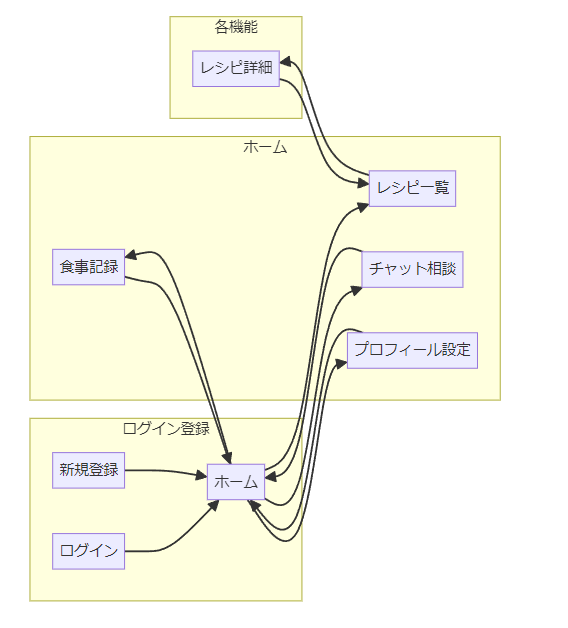 各機能
レシピ詳細
ホーム
レシピ一覧
食事記録
チャット相談
プロフィール設定
ログイン登録
新規登録
ホーム
ログイン